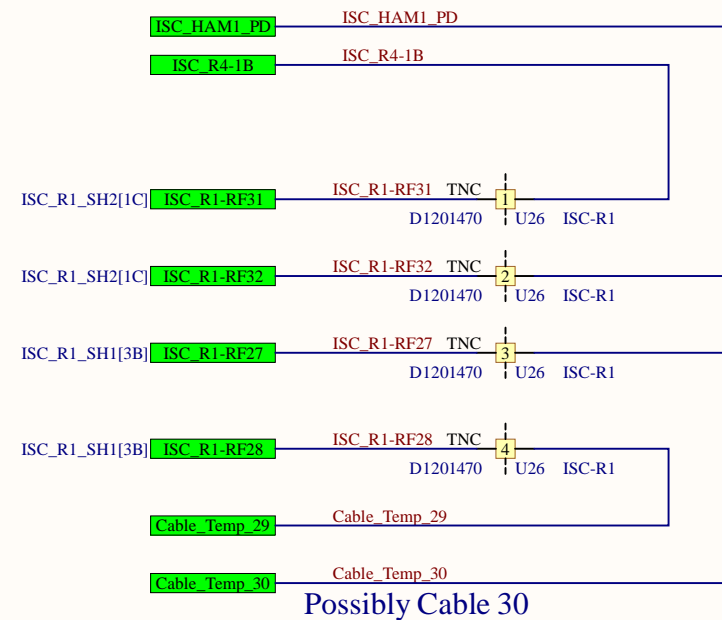 ISC_HAM1_PD ISC_HAM1_PD
ISC_R4-1B ISC_R4-1B
ISC_R1_SH2[1C] ISC_R1-RF31 ISC_R1-RF31 TNC 1
D1201470 U26 ISC-R1
ISC_R1_SH2[1C] ISC_R1-RF32 ISC_R1-RF32 TNC 2
D1201470 U26 ISC-R1
ISC_R1_SH1[3B] ISC_R1-RF27 ISC_R1-RF27 TNC 3
D1201470 U26 ISC-R1
ISC_R1_SH1[3B] ISC_R1-RF28 ISC_R1-RF28 TNC 4
D1201470 U26 ISC-R1
Cable_Temp_29 Cable_Temp_29
Cable_Temp_30 Cable_Temp_30
Possibly Cable 30